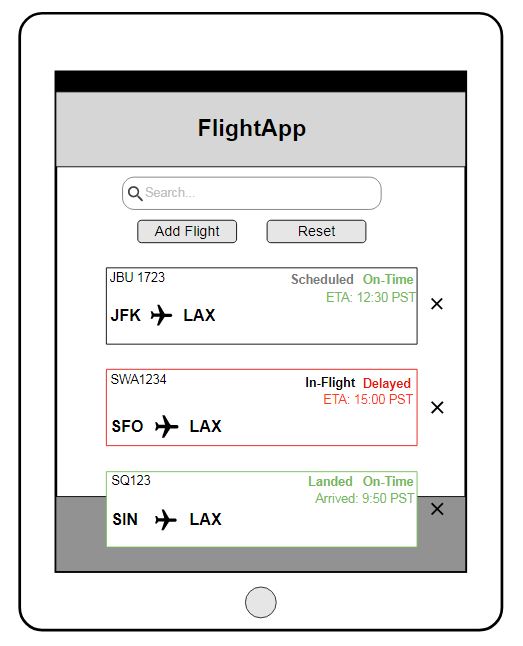 FlightApp
Search...
Add Flight Reset
JBU 1723 Scheduled On-Time
ETA: 12:30 PST
JFK LAX
SWA1234 In-Flight Delayed
ETA: 15:00 PST
SFO LAX
SQ123 Landed On-Time
Arrived: 9:50 PST
SIN LAX